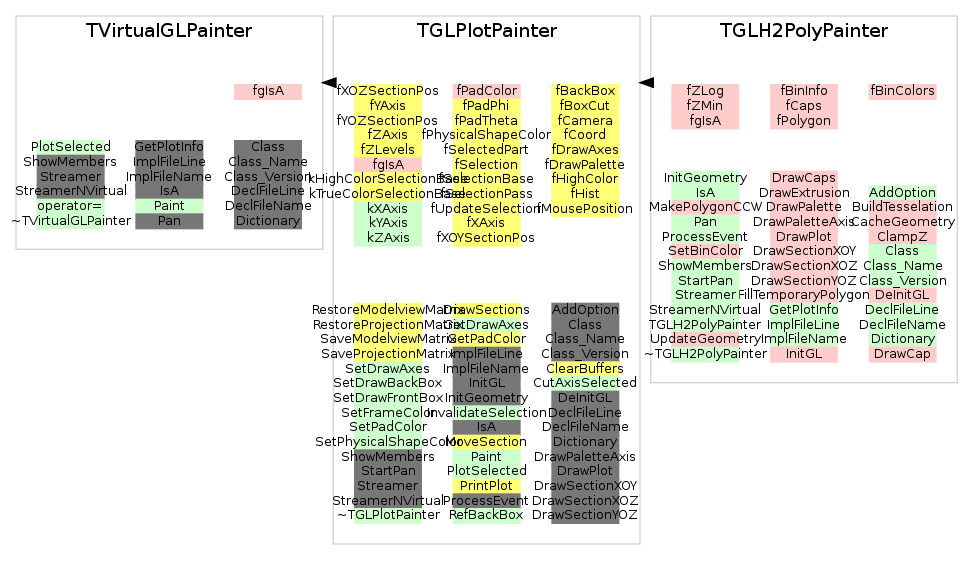 TVirtualGLPainter
fgIsA
PlotSelected GetPlotInfo Class
ShowMembers ImplFileLine Class_Name
Streamer ImplFileName Class_Version
StreamerNVirtual IsA DeclFileLine
operator= Paint DeclFileName
~TVirtualGLPainter Pan Dictionary
TGLPlotPainter
fXOZSectionPos fPadColor fBackBox
fYAxis fPadPhi fBoxCut
fYOZSectionPos fPadTheta fCamera
fZAxis fPhysicalShapeColor fCoord
fZLevels fSelectedPart fDrawAxes
fgIsA fSelection fDrawPalette
kHighColorSelectionBase fSelectionBase fHighColor
kTrueColorSelectionBase fSelectionPass fHist
kXAxis fUpdateSelection fMousePosition
kYAxis fXAxis
kZAxis fXOYSectionPos
RestoreModelviewMatrix DrawSections AddOption
RestoreProjectionMatrix GetDrawAxes Class
SaveModelviewMatrix GetPadColor Class_Name
SaveProjectionMatrix ImplFileLine Class_Version
SetDrawAxes ImplFileName ClearBuffers
SetDrawBackBox InitGL CutAxisSelected
SetDrawFrontBox InitGeometry DeInitGL
SetFrameColor InvalidateSelection DeclFileLine
SetPadColor IsA DeclFileName
SetPhysicalShapeColor MoveSection Dictionary
ShowMembers Paint DrawPaletteAxis
StartPan PlotSelected DrawPlot
Streamer PrintPlot DrawSectionXOY
StreamerNVirtual ProcessEvent DrawSectionXOZ
~TGLPlotPainter RefBackBox DrawSectionYOZ
TGLH2PolyPainter
fZLog fBinInfo fBinColors
fZMin fCaps
fgIsA fPolygon
InitGeometry DrawCaps
IsA DrawExtrusion AddOption
MakePolygonCCW DrawPalette BuildTesselation
Pan DrawPaletteAxis CacheGeometry
ProcessEvent DrawPlot ClampZ
SetBinColor DrawSectionXOY Class
ShowMembers DrawSectionXOZ Class_Name
StartPan DrawSectionYOZ Class_Version
Streamer FillTemporaryPolygon DeInitGL
StreamerNVirtual GetPlotInfo DeclFileLine
TGLH2PolyPainter ImplFileLine DeclFileName
UpdateGeometry ImplFileName Dictionary
~TGLH2PolyPainter InitGL DrawCap